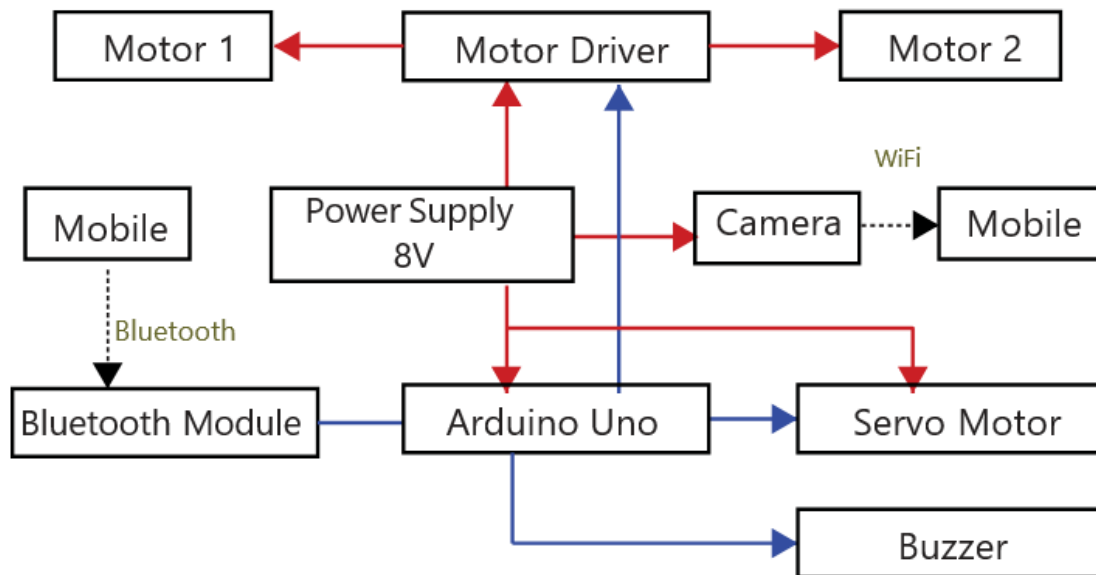 Motor 1
Motor Driver
Motor 2
WiFi
Mobile
Power Supply
8V
Camera
Mobile
Bluetooth
Bluetooth Module
Arduino Uno
Servo Motor
Buzzer